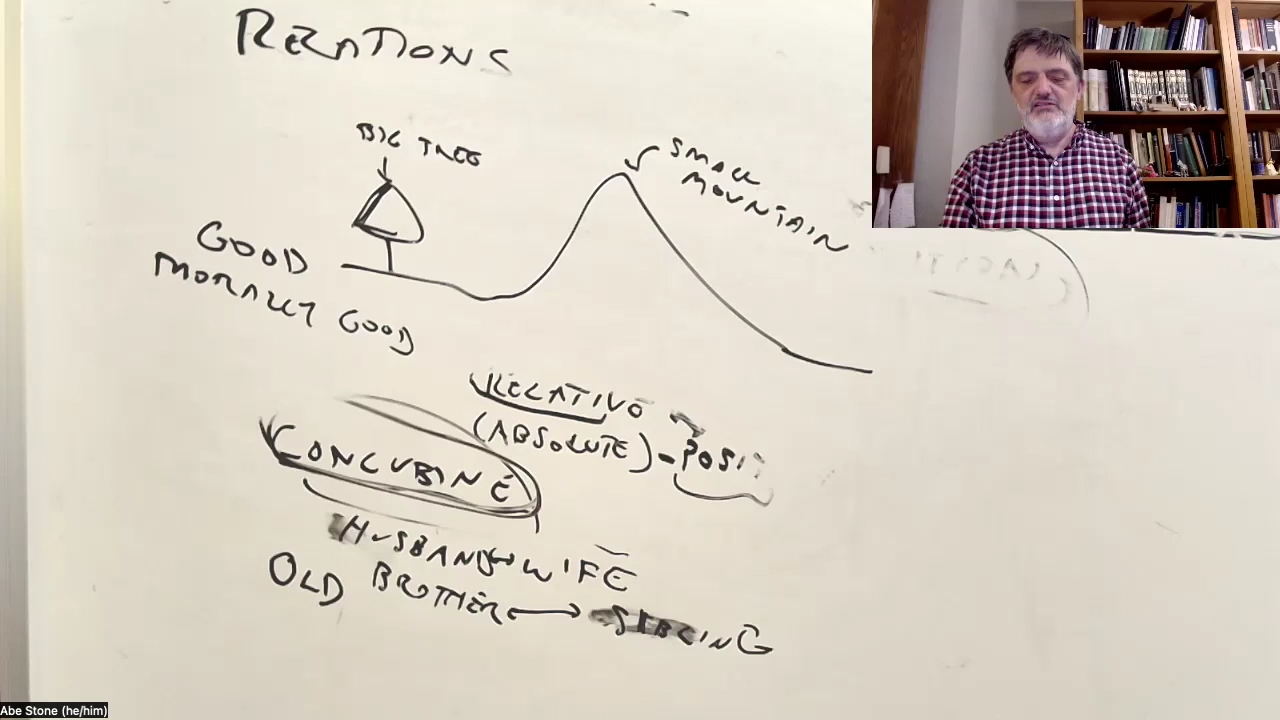 RELATIONS
BIG TREE
SMALL
MOUNTAIN
GOOD
MORALLY GOOD
RELATIVE
(ABSOLUTE) - POSI
CONCUBINE
HUSBAND ↔ WIFE
OLD BROTHER ↔ SIBLING
Abe Stone (he/him)